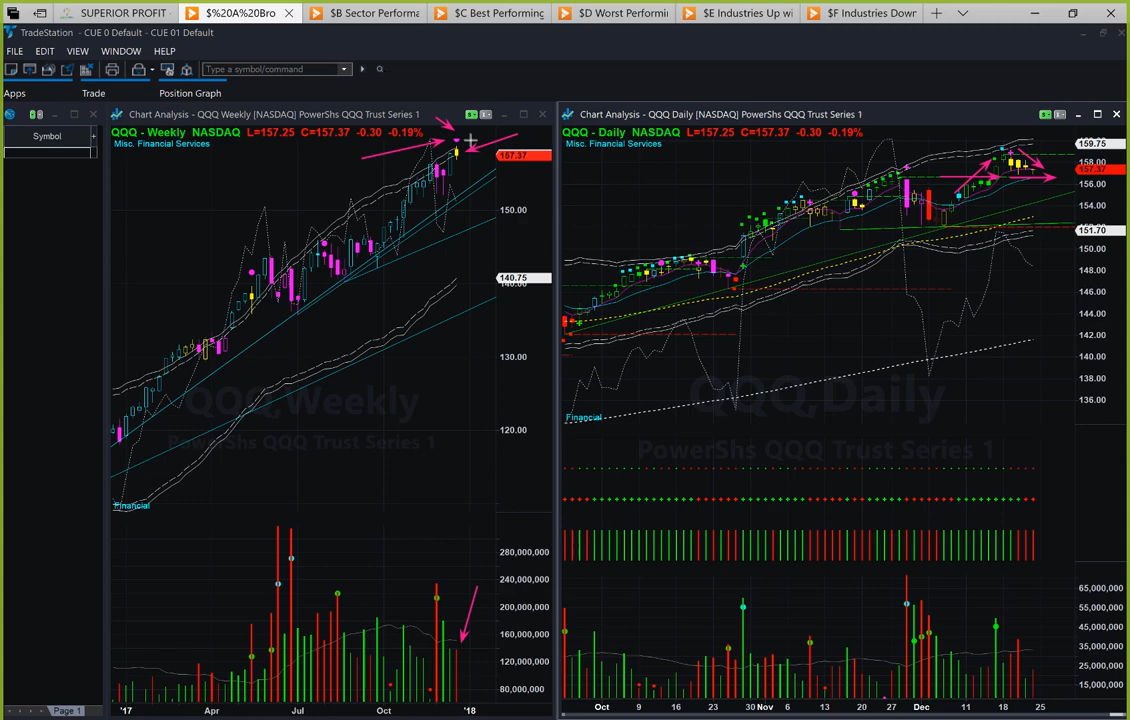 SUPERIOR PROFIT
$%20A%20Bro
$B Sector Performa
$C Best Performing
$D Worst Performi
$E Industries Up wi
$F Industries Down
TradeStation - CUE 0 Default - CUE 01 Default
FILE EDIT VIEW WINDOW HELP
Type a symbol/command
Apps Trade Position Graph
Symbol
Chart Analysis - QQQ Weekly [NASDAQ] PowerShs QQQ Trust Series 1
QQQ - Weekly NASDAQ L=157.25 C=157.37 -0.30 -0.19%
Misc. Financial Services
157.37
150.00
140.75
140.00
130.00
120.00
QQQ,Weekly
PowerShs QQQ Trust Series 1
Financial
280,000,000
240,000,000
200,000,000
160,000,000
120,000,000
80,000,000
'17 Apr Jul Oct '18
Page 1
Chart Analysis - QQQ Daily [NASDAQ] PowerShs QQQ Trust Series 1
QQQ - Daily NASDAQ L=157.25 C=157.37 -0.30 -0.19%
Misc. Financial Services
159.75
158.00
157.37
156.00
154.00
151.70
150.00
148.00
146.00
144.00
142.00
140.00
138.00
136.00
QQQ,Daily
PowerShs QQQ Trust Series 1
Financial
65,000,000
55,000,000
45,000,000
35,000,000
25,000,000
15,000,000
Oct 9 16 23 30 Nov 6 13 20 27 Dec 11 18 25